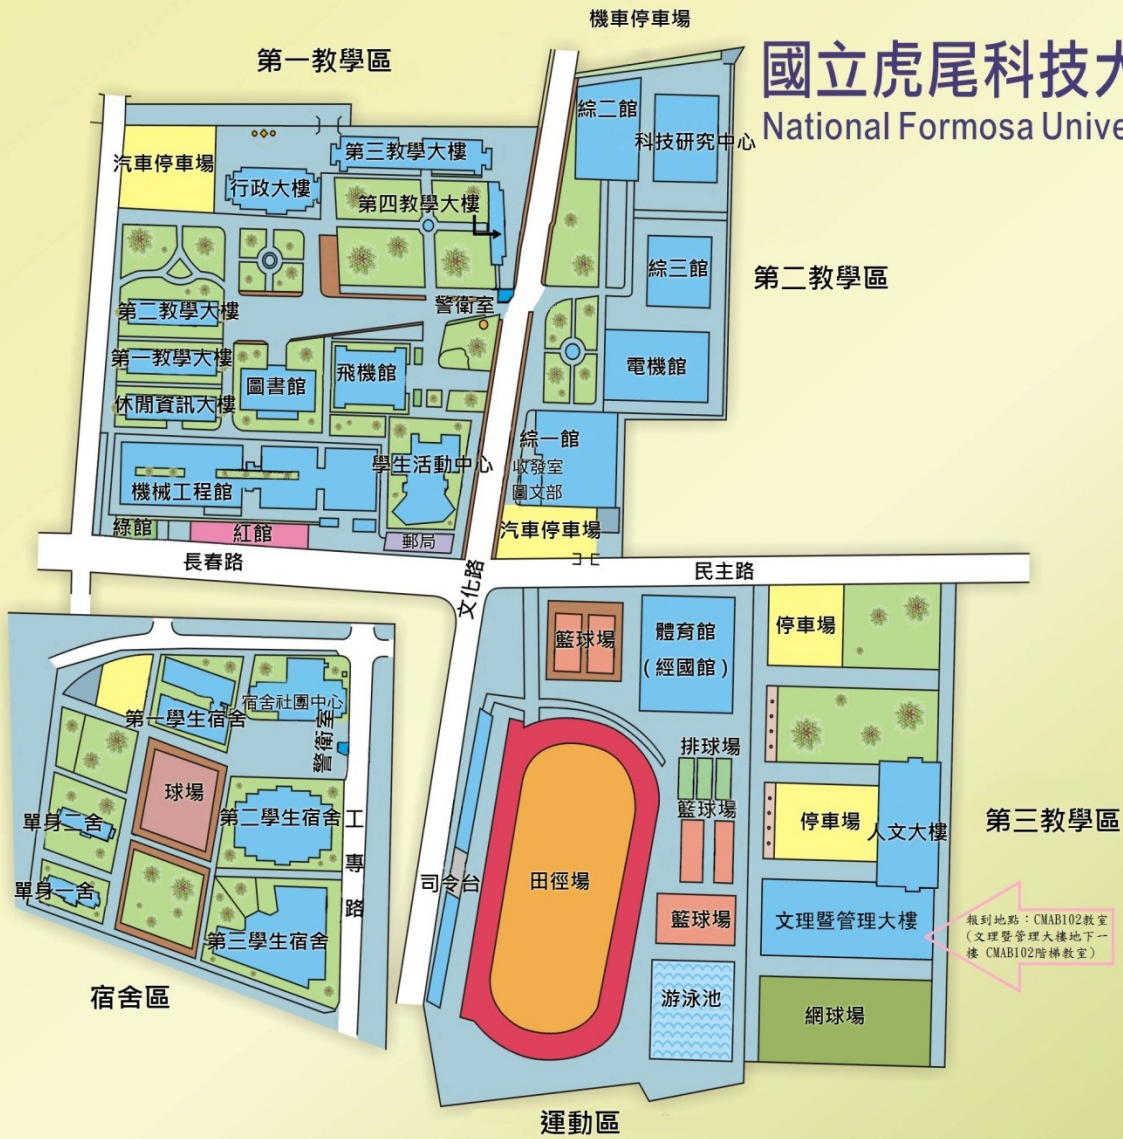 機車停車場
國立虎尾科技大
National Formosa Unive
第一教學區
綜二館
科技研究中心
汽車停車場
第三教學大樓
行政大樓
第四教學大樓
綜三館
第二教學區
警衛室
第二教學大樓
第一教學大樓
圖書館
飛機館
電機館
休閒資訊大樓
綜一館
收發室
圖文部
學生活動中心
機械工程館
綠館
紅館
郵局
汽車停車場
長春路
文化路
民主路
籃球場
體育館
(經國館)
停車場
宿舍社團中心
第一學生宿舍
警衛室
排球場
籃球場
球場
第二學生宿舍
工專路
單身二舍
停車場
人文大樓
第三教學區
單身一舍
司令台
田徑場
籃球場
文理暨管理大樓
報到地點：CMAB102教室
(文理暨管理大樓地下一
樓 CMAB102階梯教室)
第三學生宿舍
宿舍區
游泳池
網球場
運動區